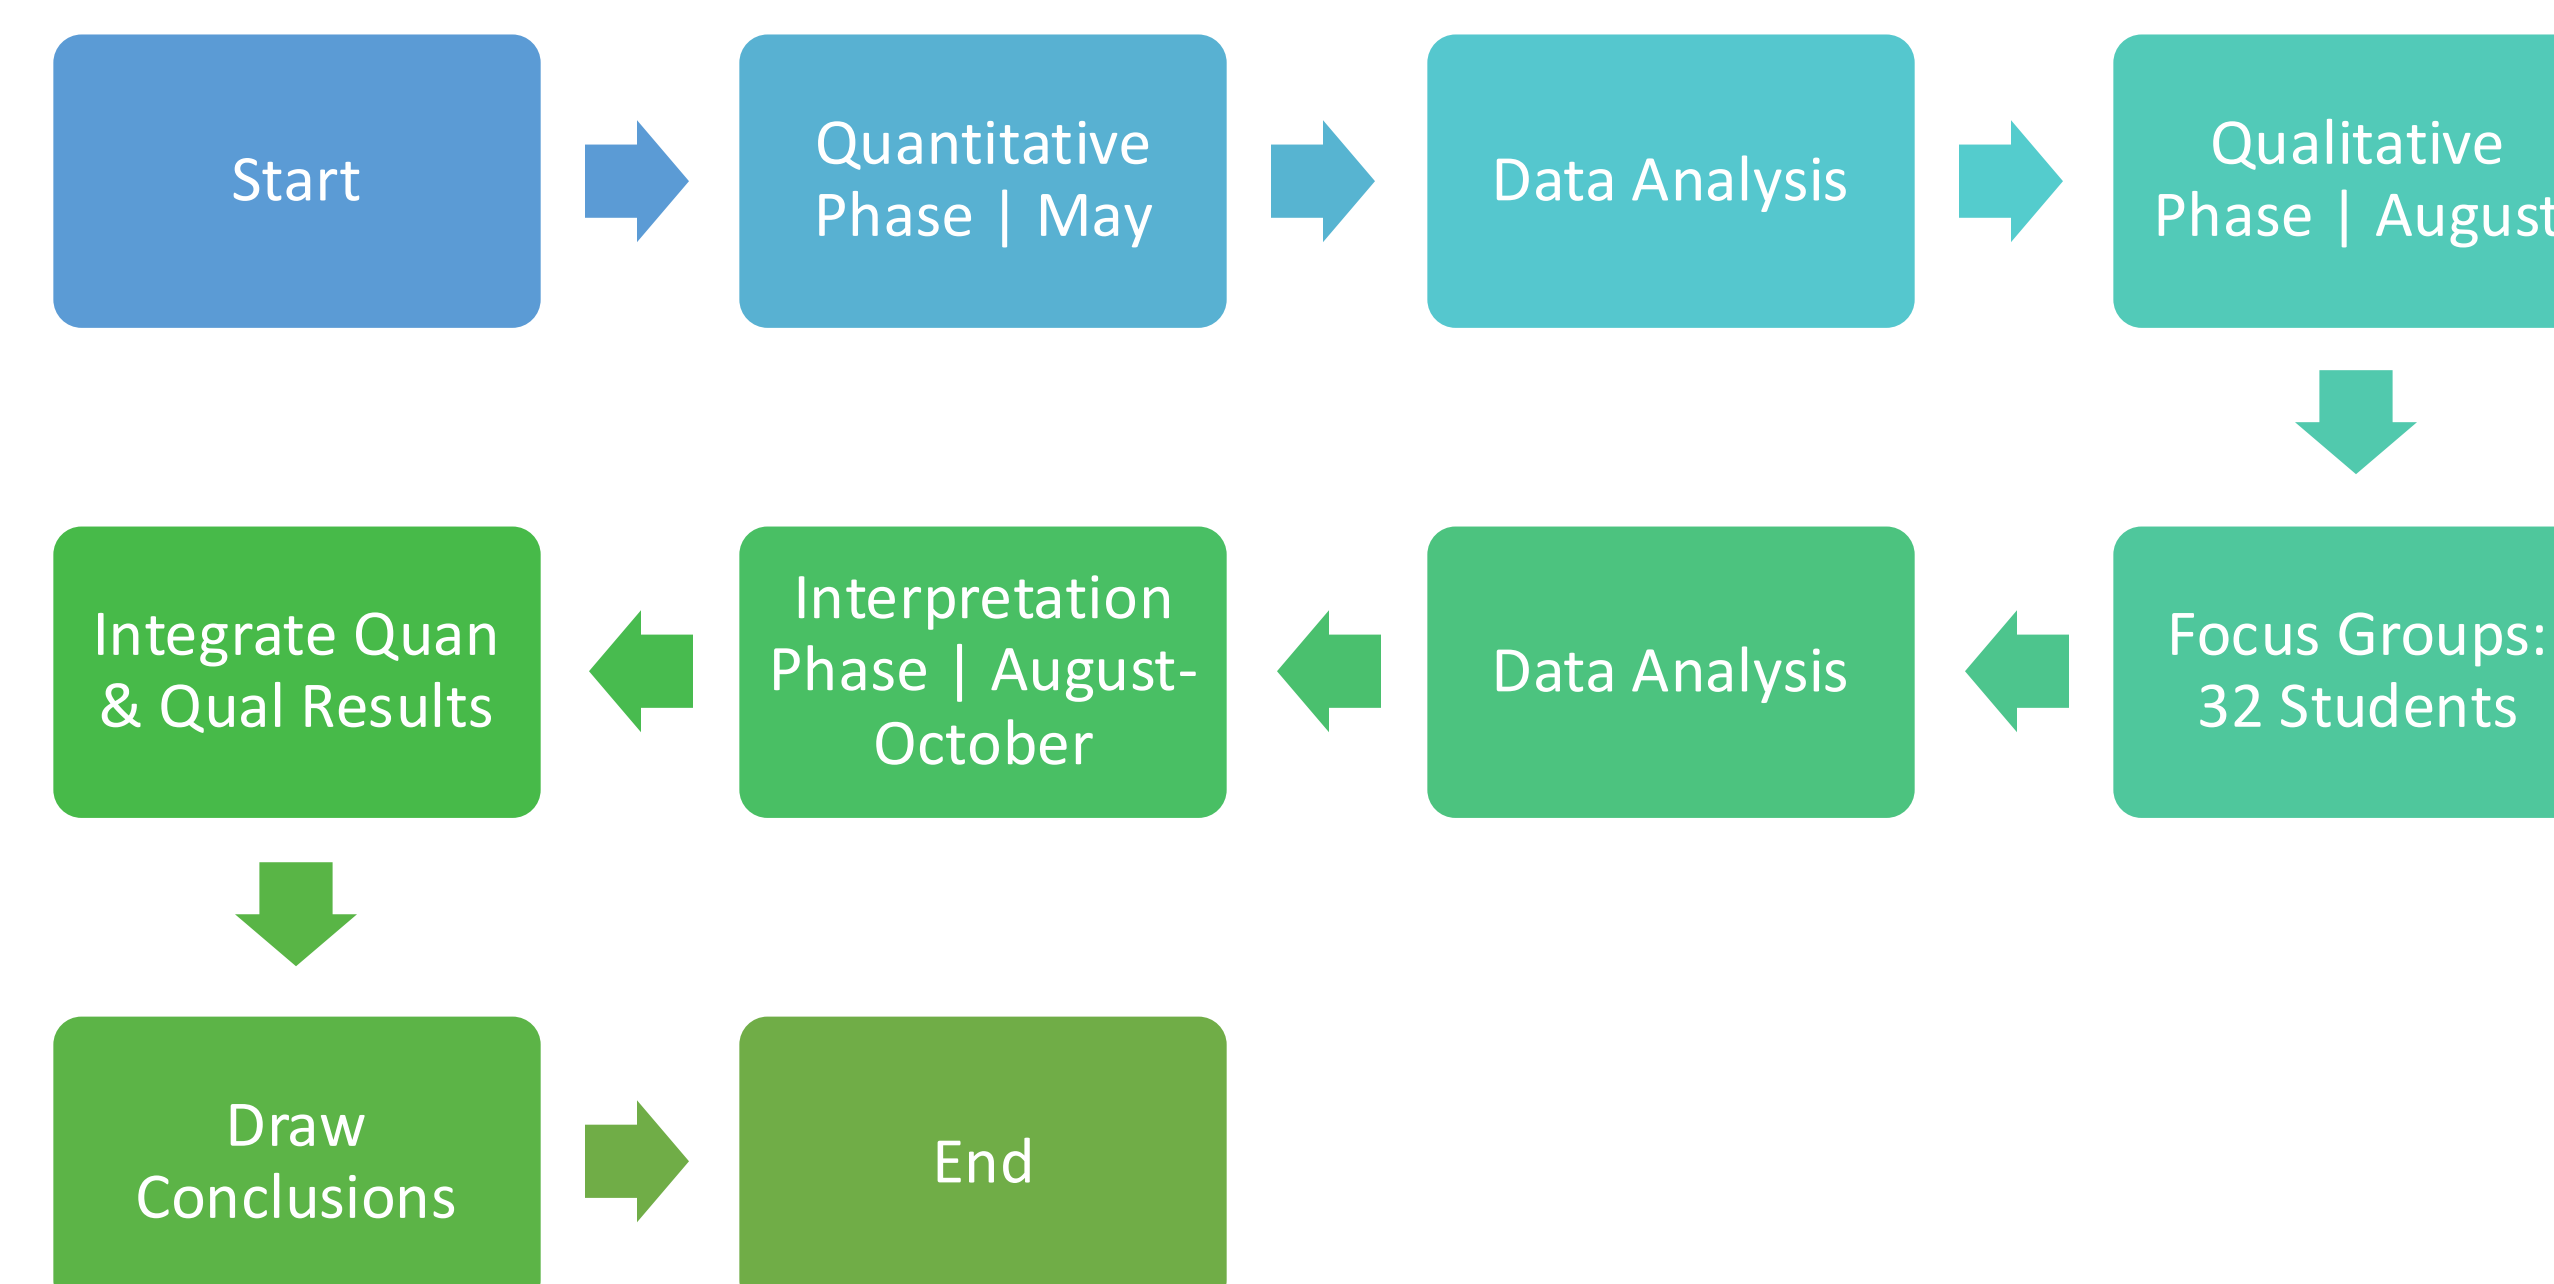 Start
Quantitative
Phase | May
Data Analysis
Qualitative
Phase | August
Focus Groups:
32 Students
Data Analysis
Interpretation
Phase | August-
October
Integrate Quan
& Qual Results
Draw
Conclusions
End